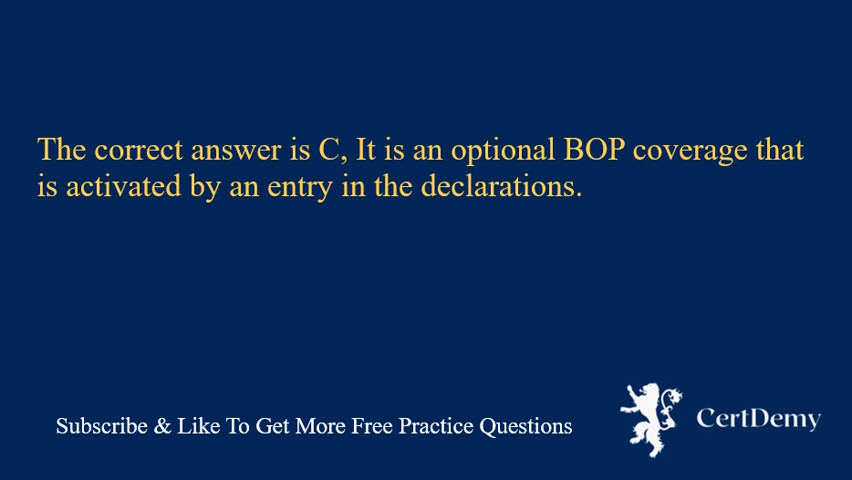 The correct answer is C, It is an optional BOP coverage that
is activated by an entry in the declarations.
Subscribe & Like To Get More Free Practice Questions
CertDemy